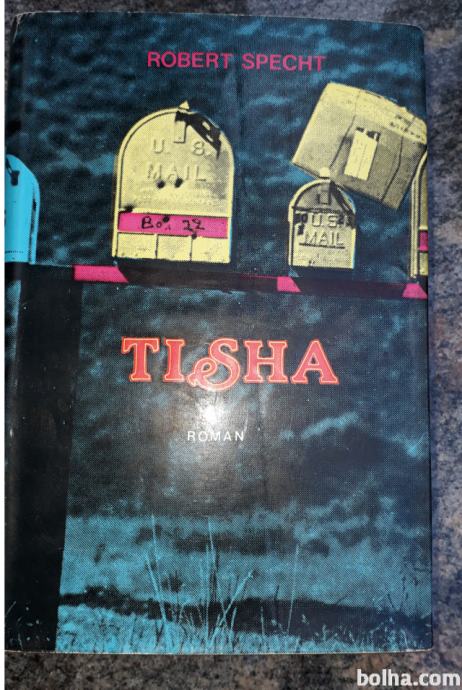 ROBERT SPECHT
U.S.
MAIL
Box 22
U.S.
MAIL
TISHA
ROMAN
bolha.com